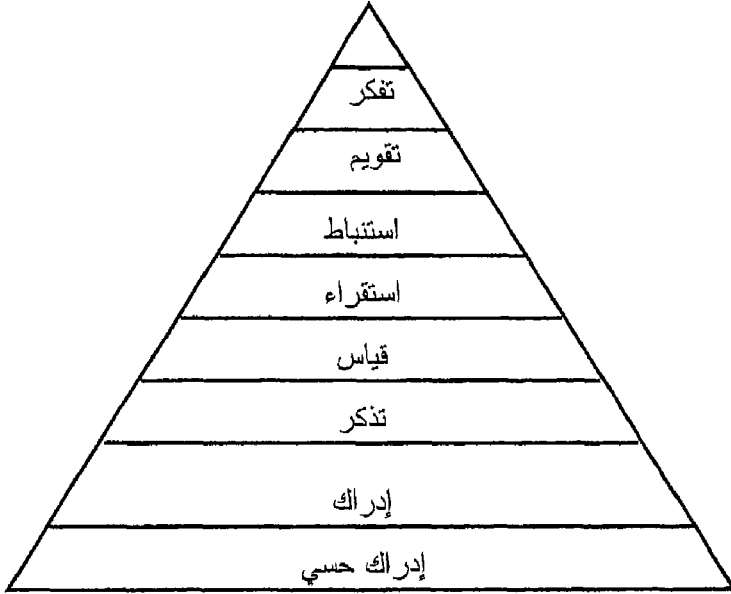 تفكر
تقويم
استنباط
استقراء
قياس
تذكر
إدراك
إدراك حسي